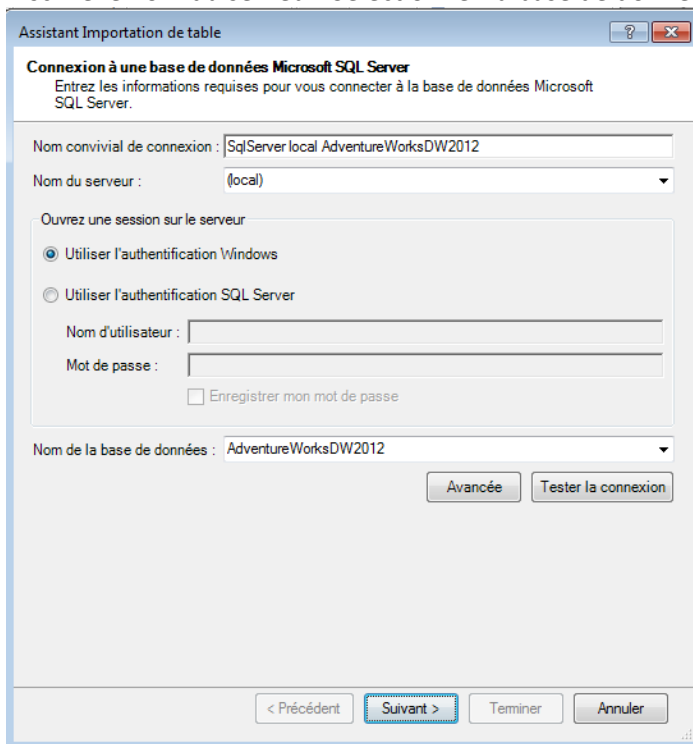 Assistant Importation de table
Connexion à une base de données Microsoft SQL Server
Entrez les informations requises pour vous connecter à la base de données Microsoft
SQL Server.
Nom convivial de connexion : SqlServer local AdventureWorksDW2012
Nom du serveur : (local)
Ouvrez une session sur le serveur
Utiliser l'authentification Windows
Utiliser l'authentification SQL Server
Nom d'utilisateur :
Mot de passe :
Enregistrer mon mot de passe
Nom de la base de données : AdventureWorksDW2012
Avancée Tester la connexion
< Précédent Suivant > Terminer Annuler